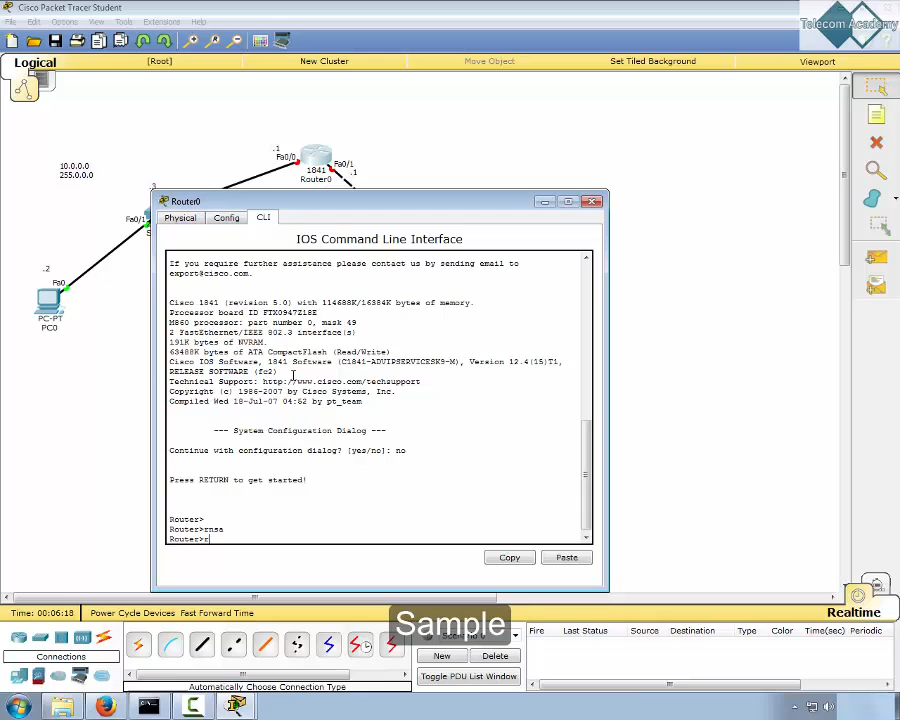 Cisco Packet Tracer Student
File Edit Options View Tools Extensions Help
Telecom Academy
Logical
[Root]
New Cluster
Move Object
Set Tiled Background
Viewport
10.0.0.0
255.0.0.0
.1
Fa0/0
Fa0/1
.1
1841
Router0
.3
Fa0/1
.2
Fa0
PC-PT
PC0
Router0
Physical Config CLI
IOS Command Line Interface
If you require further assistance please contact us by sending email to
export@cisco.com.
Cisco 1841 (revision 5.0) with 114688K/16384K bytes of memory.
Processor board ID FTX0947Z18E
M860 processor: part number 0, mask 49
2 FastEthernet/IEEE 802.3 interface(s)
191K bytes of NVRAM.
63488K bytes of ATA CompactFlash (Read/Write)
Cisco IOS Software, 1841 Software (C1841-ADVIPSERVICESK9-M), Version 12.4(15)T1,
RELEASE SOFTWARE (fc2)
Technical Support: http://www.cisco.com/techsupport
Copyright (c) 1986-2007 by Cisco Systems, Inc.
Compiled Wed 18-Jul-07 04:52 by pt_team
--- System Configuration Dialog ---
Continue with configuration dialog? [yes/no]: no
Press RETURN to get started!
Router>
Router>rnsa
Router>r
Copy Paste
Time: 00:06:18 Power Cycle Devices Fast Forward Time
Realtime
Sample
Connections
Automatically Choose Connection Type
New Delete
Toggle PDU List Window
Fire Last Status Source Destination Type Color Time(sec) Periodic